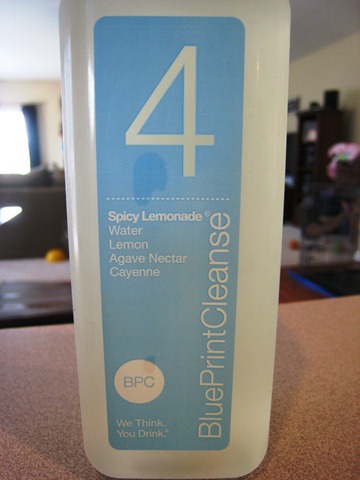 4
Spicy Lemonade®
Water
Lemon
Agave Nectar
Cayenne
BluePrintCleanse
BPC
We Think.
You Drink.®